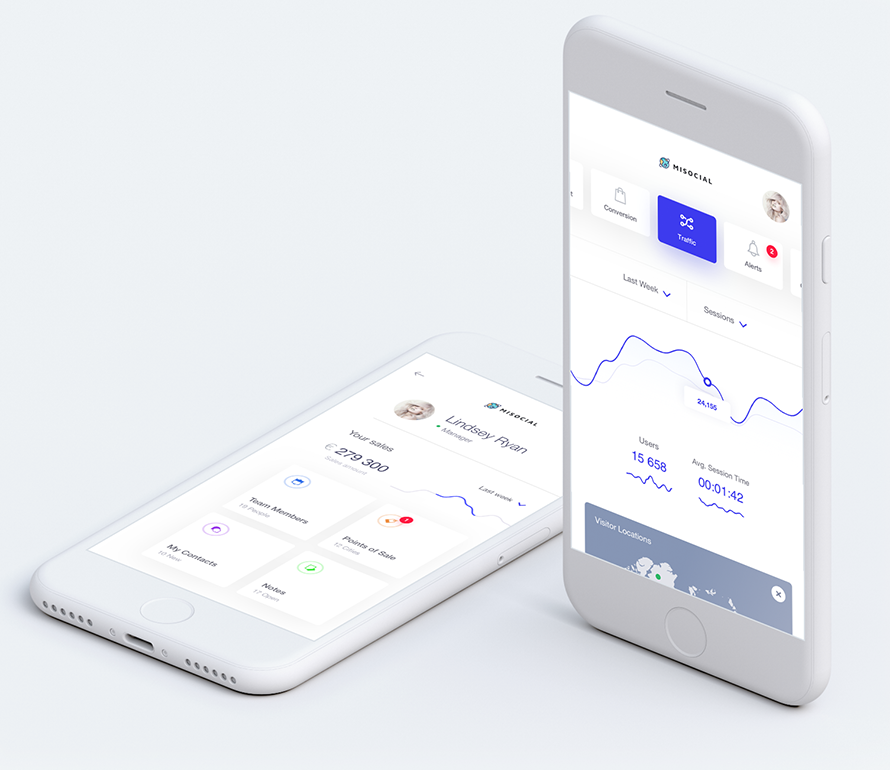 MISOCIAL
Lindsey Ryan
Manager
Your sales
€ 279 300
Sales amount
Last week
Team Members
18 People
Points of Sale
12 Cities
My Contacts
10 New
Notes
17 Open
MISOCIAL
Conversion
Traffic
Alerts
2
Last Week
Sessions
24,155
Users
15 658
Avg. Session Time
00:01:42
Visitor Locations